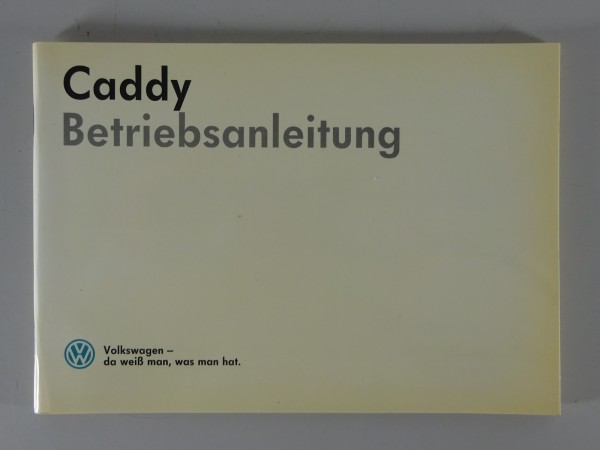 Caddy
Betriebsanleitung
Volkswagen –
da weiß man, was man hat.